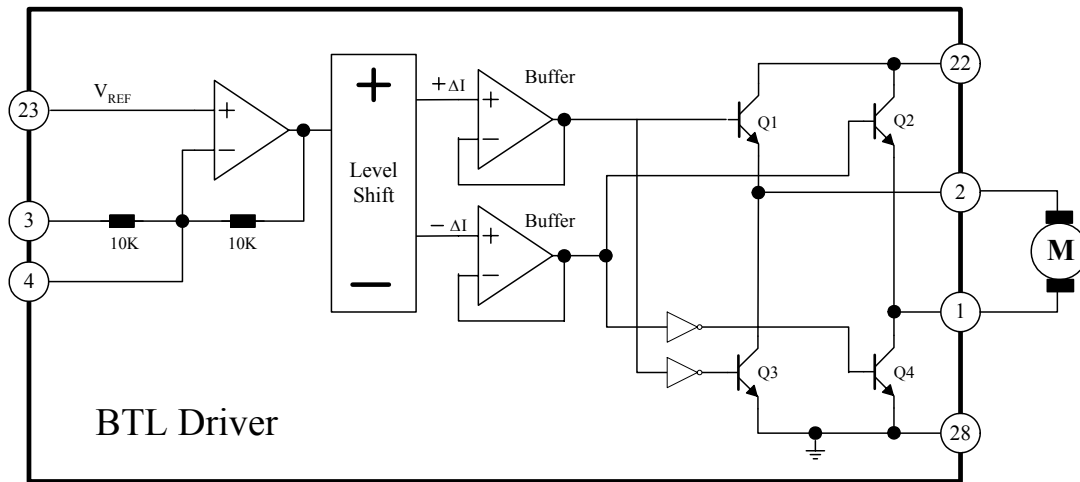 22
Buffer
+ΔI
23
V_REF
+
+
+
Q1
Q2
−
−
Level
Shift
2
Buffer
3
− ΔI
+
10K
10K
M
−
4
−
1
Q3
Q4
BTL Driver
28